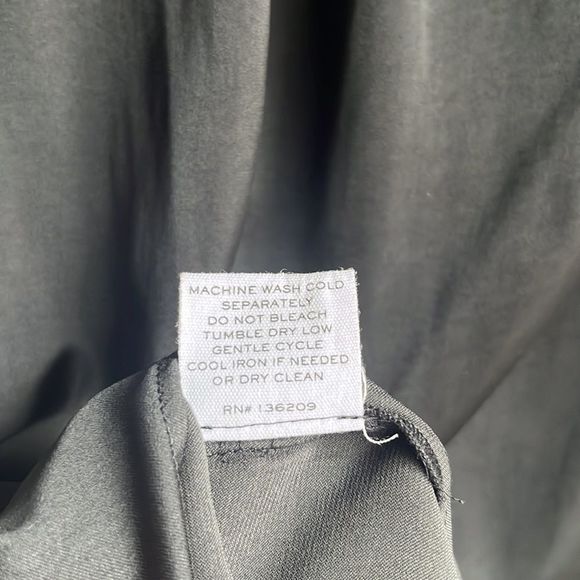 MACHINE WASH COLD
SEPARATELY
DO NOT BLEACH
TUMBLE DRY LOW
GENTLE CYCLE
COOL IRON IF NEEDED
OR DRY CLEAN
RN# 136209